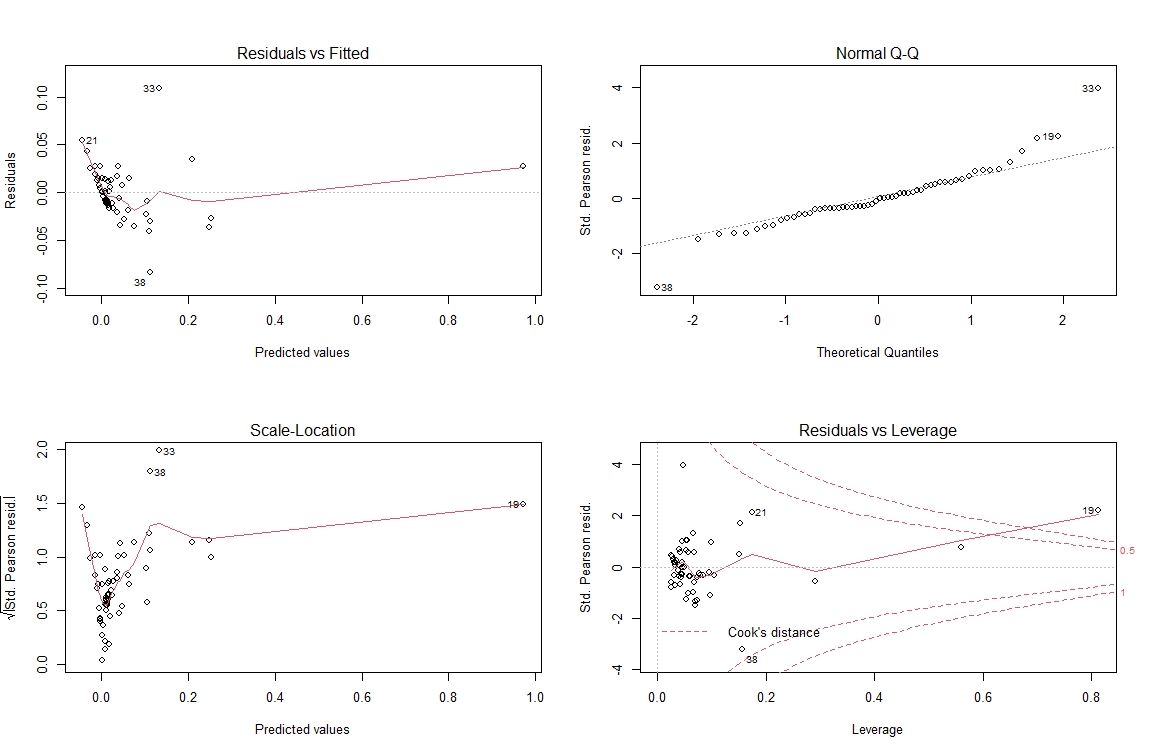 Residuals vs Fitted
Residuals
0.10
0.05
0.00
-0.05
-0.10
33
21
38
0.0 0.2 0.4 0.6 0.8 1.0
Predicted values
Normal Q-Q
Std. Pearson resid.
4
2
0
-2
33
19
38
-2 -1 0 1 2
Theoretical Quantiles
Scale-Location
√|Std. Pearson resid.|
2.0
1.5
1.0
0.5
0.0
33
38
19
0.0 0.2 0.4 0.6 0.8 1.0
Predicted values
Residuals vs Leverage
Std. Pearson resid.
4
2
0
-2
-4
21
19
0.5
1
Cook's distance
38
0.0 0.2 0.4 0.6 0.8
Leverage